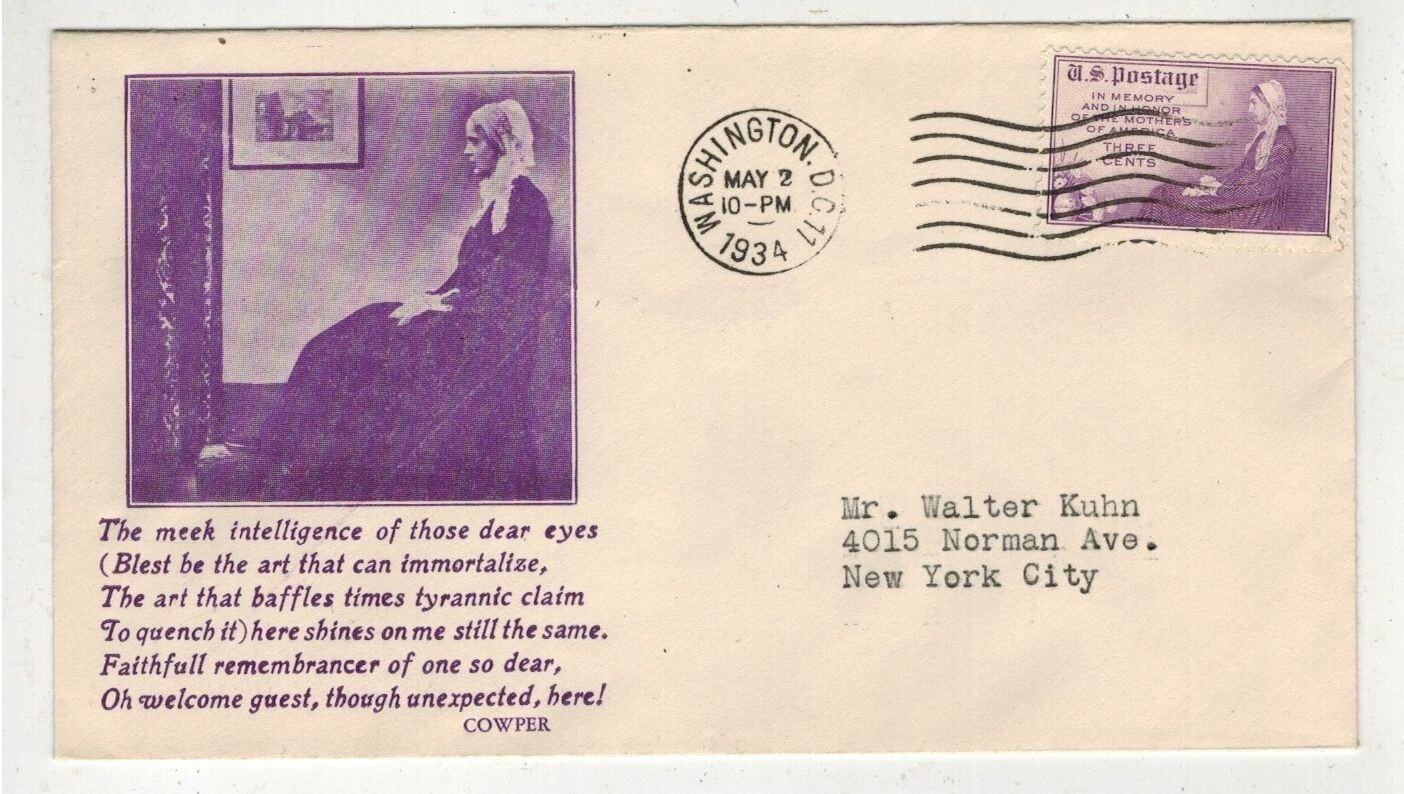 The meek intelligence of those dear eyes
(Blest be the art that can immortalize,
The art that baffles times tyrannic claim
To quench it) here shines on me still the same.
Faithfull remembrancer of one so dear,
Oh welcome guest, though unexpected, here!
COWPER
WASHINGTON, D.C. 11
MAY 2
10-PM
1934
U.S. Postage
IN MEMORY
AND IN HONOR
OF THE MOTHERS
OF AMERICA
THREE
CENTS
Mr. Walter Kuhn
4015 Norman Ave.
New York City